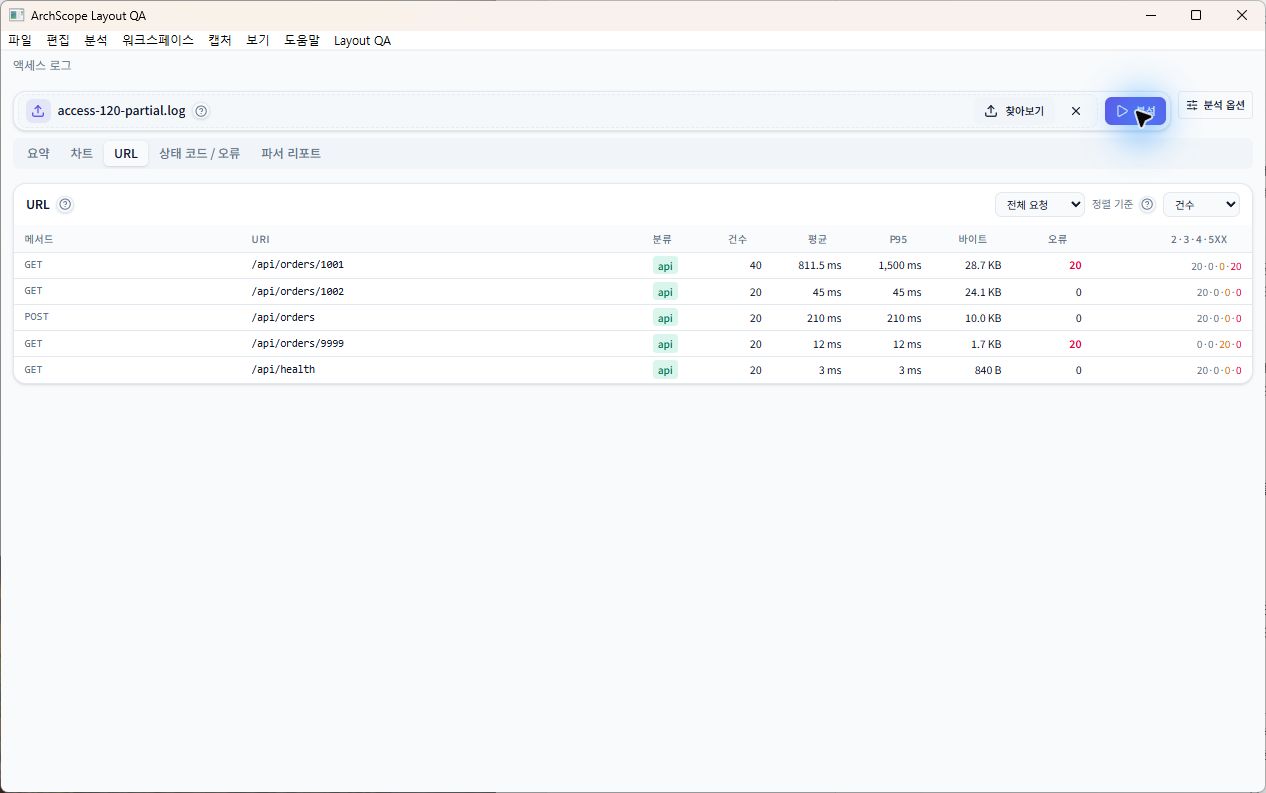 ArchScope Layout QA
파일 편집 분석 워크스페이스 캡처 보기 도움말 Layout QA
액세스 로그
access-120-partial.log ? 찾아보기 분석 옵션
요약 차트 URL 상태 코드 / 오류 파서 리포트
URL ? 전체 요청 정렬 기준 ? 건수
메서드 URI 분류 건수 평균 P95 바이트 오류 2·3·4·5XX
GET /api/orders/1001 api 40 811.5 ms 1,500 ms 28.7 KB 20 20·0·0·20
GET /api/orders/1002 api 20 45 ms 45 ms 24.1 KB 0 20·0·0·0
POST /api/orders api 20 210 ms 210 ms 10.0 KB 0 20·0·0·0
GET /api/orders/9999 api 20 12 ms 12 ms 1.7 KB 20 0·0·20·0
GET /api/health api 20 3 ms 3 ms 840 B 0 20·0·0·0